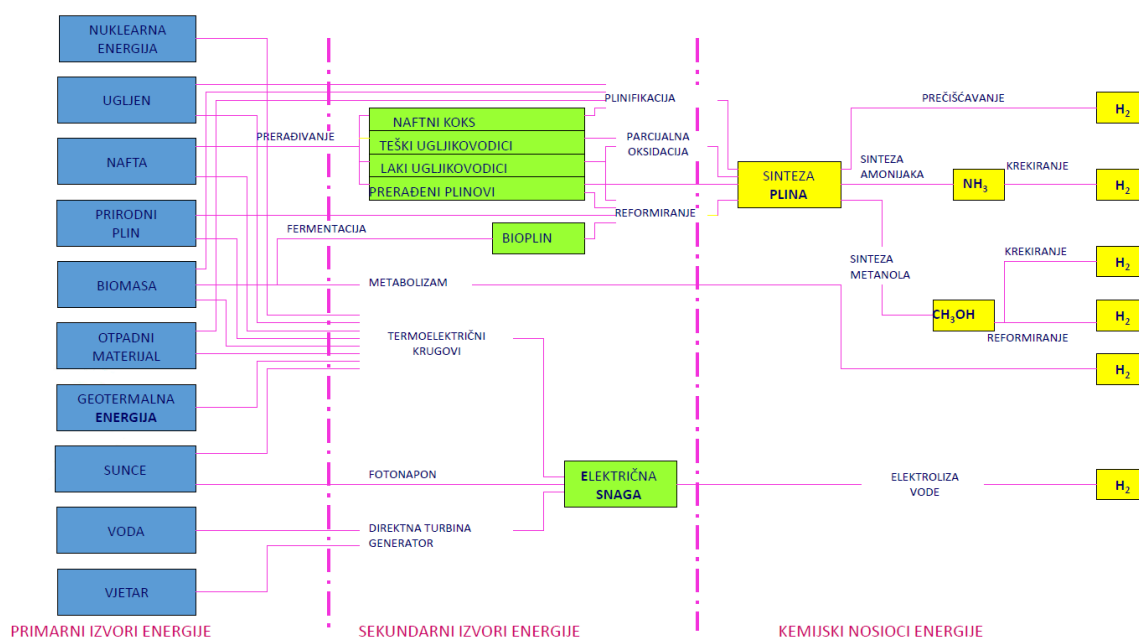 NUKLEARNA
ENERGIJA
UGLJEN
NAFTA
PRIRODNI
PLIN
BIOMASA
OTPADNI
MATERIJAL
GEOTERMALNA
ENERGIJA
SUNCE
VODA
VJETAR
PRIMARNI IZVORI ENERGIJE
PRERAĐIVANJE
NAFTNI KOKS
TEŠKI UGLJIKOVODICI
LAKI UGLJIKOVODICI
PRERAĐENI PLINOVI
FERMENTACIJA
BIOPLIN
METABOLIZAM
TERMOELEKTRIČNI
KRUGOVI
FOTONAPON
DIREKTNA TURBINA
GENERATOR
ELEKTRIČNA
SNAGA
PLINIFIKACIJA
PARCIJALNA
OKSIDACIJA
REFORMIRANJE
SEKUNDARNI IZVORI ENERGIJE
SINTEZA
PLINA
PREČIŠĆAVANJE
H₂
SINTEZA
AMONIJAKA
NH₃
KREKIRANJE
H₂
SINTEZA
METANOLA
CH₃OH
KREKIRANJE
H₂
REFORMIRANJE
H₂
H₂
ELEKTROLIZA
VODE
H₂
KEMIJSKI NOSIOCI ENERGIJE